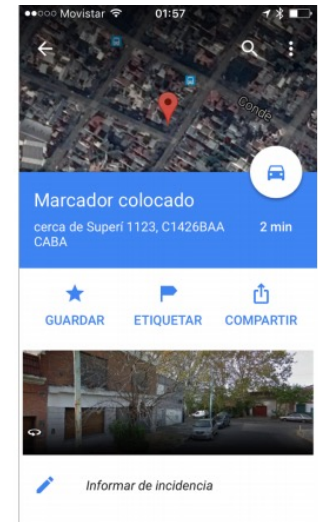 Movistar 01:57
Conde
Marcador colocado
cerca de Superí 1123, C1426BAA 2 min
CABA
GUARDAR ETIQUETAR COMPARTIR
Informar de incidencia